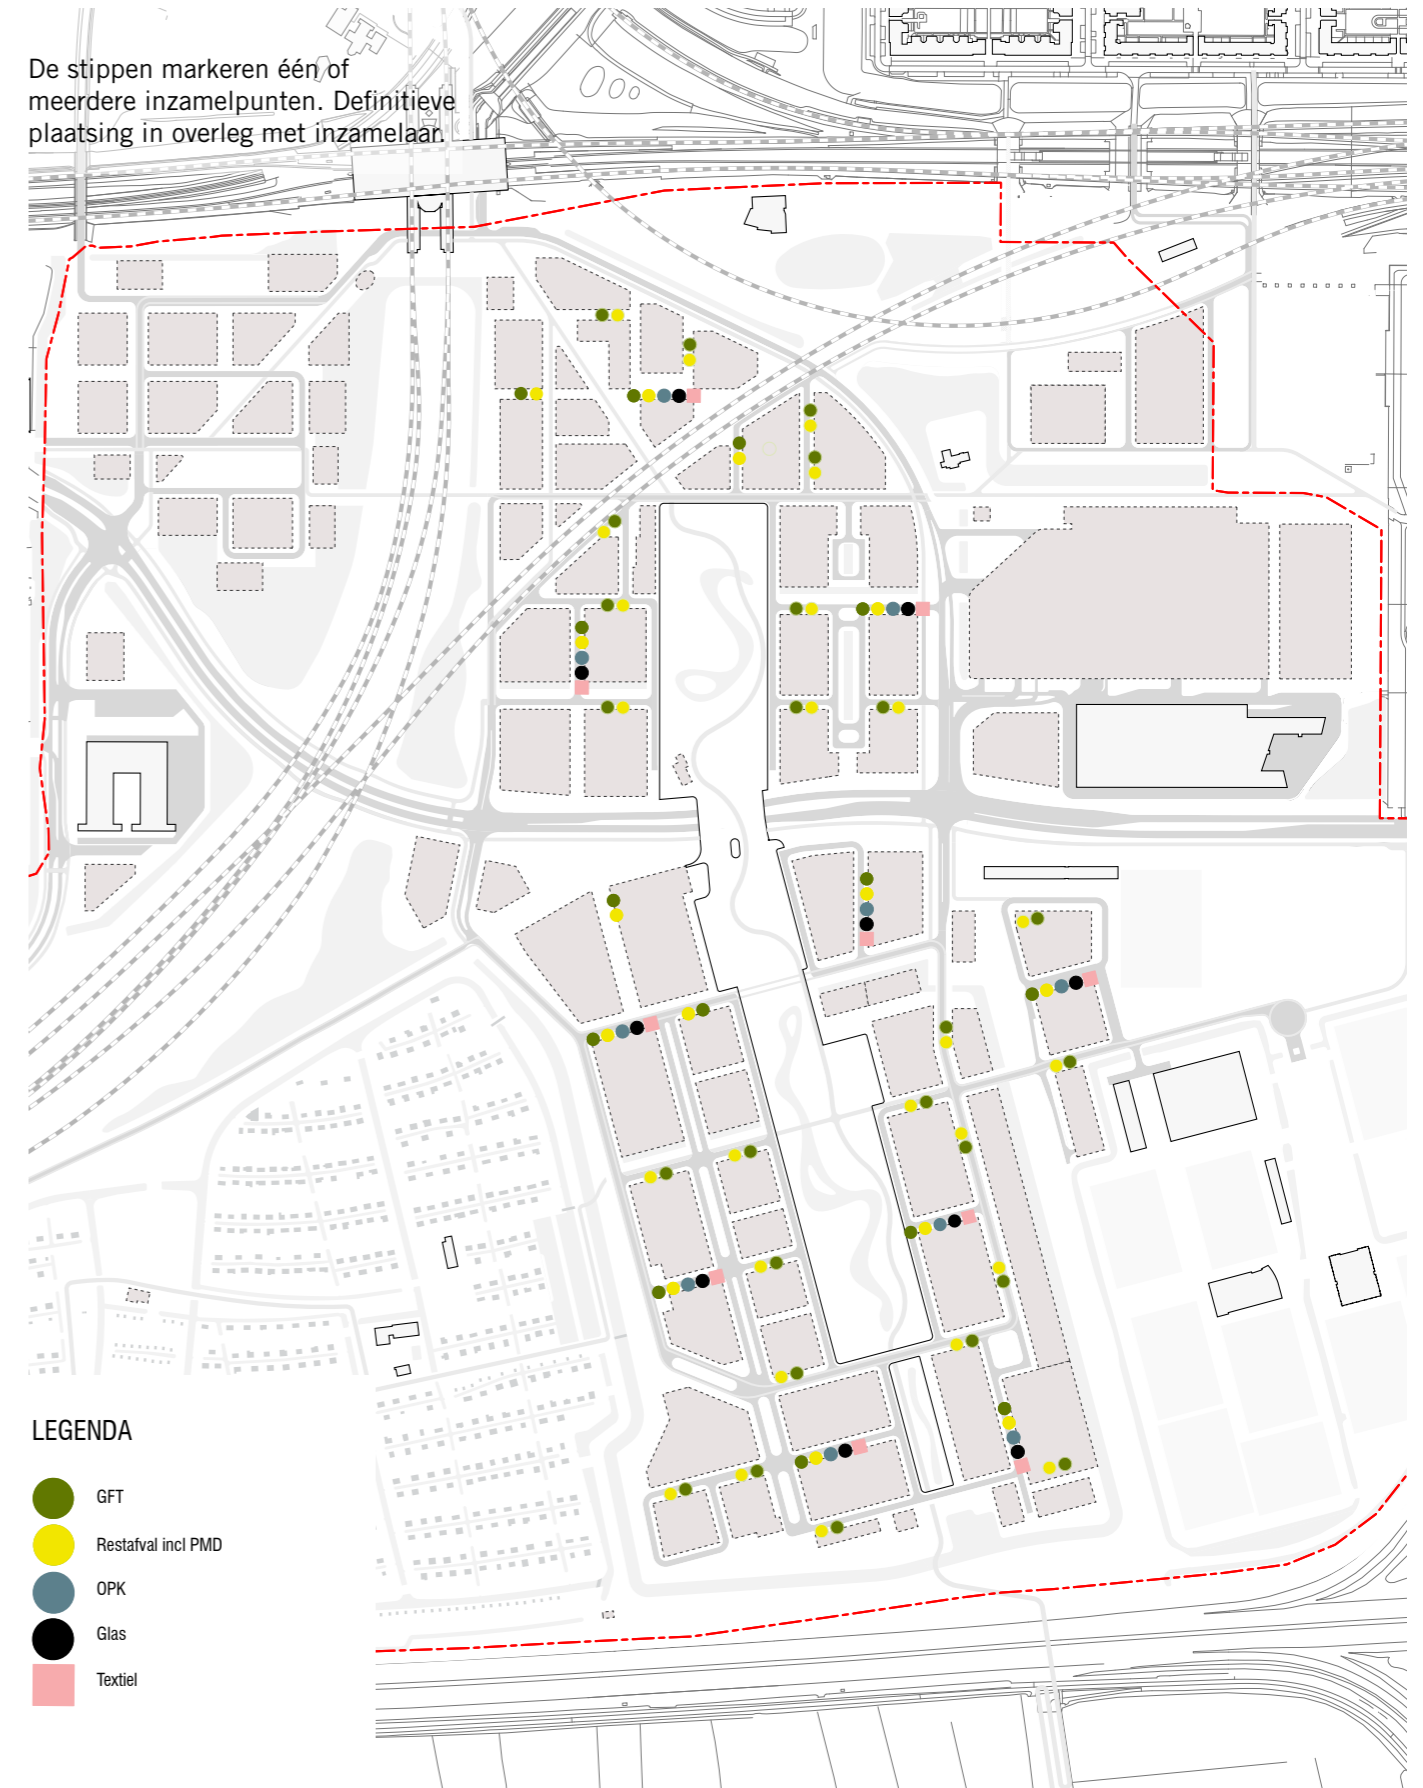 De stippen markeren één of
meerdere inzamelpunten. Definitieve
plaatsing in overleg met inzamelaar.
LEGENDA
GFT
Restafval incl PMD
OPK
Glas
Textiel